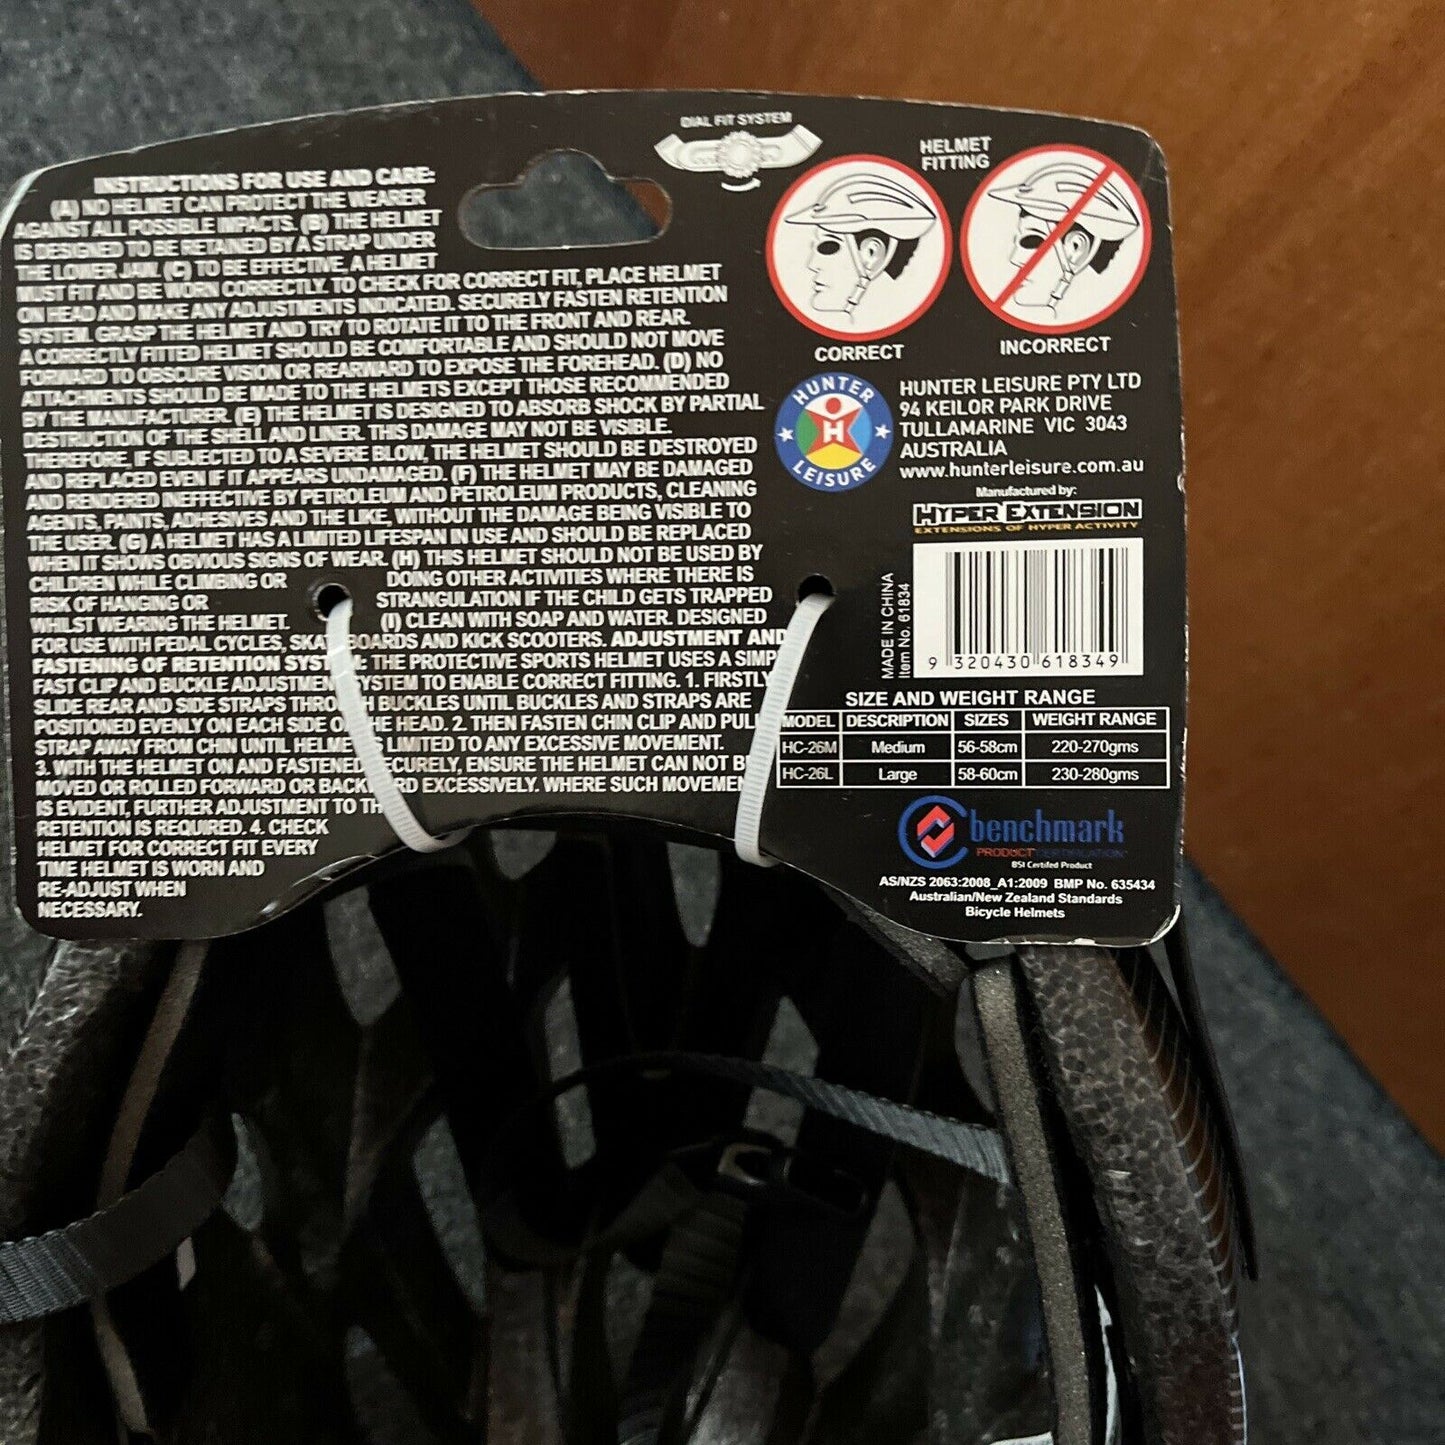 INSTRUCTIONS FOR USE AND CARE:
(A) NO HELMET CAN PROTECT THE WEARER
AGAINST ALL POSSIBLE IMPACTS. (B) THE HELMET
IS DESIGNED TO BE RETAINED BY A STRAP UNDER
THE LOWER JAW. (C) TO BE EFFECTIVE, A HELMET
MUST FIT AND BE WORN CORRECTLY. TO CHECK FOR CORRECT FIT, PLACE HELMET
ON HEAD AND MAKE ANY ADJUSTMENTS INDICATED. SECURELY FASTEN RETENTION
SYSTEM. GRASP THE HELMET AND TRY TO ROTATE IT TO THE FRONT AND REAR.
A CORRECTLY FITTED HELMET SHOULD BE COMFORTABLE AND SHOULD NOT MOVE
FORWARD TO OBSCURE VISION OR REARWARD TO EXPOSE THE FOREHEAD. (D) NO
ATTACHMENTS SHOULD BE MADE TO THE HELMETS EXCEPT THOSE RECOMMENDED
BY THE MANUFACTURER. (E) THE HELMET IS DESIGNED TO ABSORB SHOCK BY PARTIAL
DESTRUCTION OF THE SHELL AND LINER. THIS DAMAGE MAY NOT BE VISIBLE.
THEREFORE, IF SUBJECTED TO A SEVERE BLOW, THE HELMET SHOULD BE DESTROYED
AND REPLACED EVEN IF IT APPEARS UNDAMAGED. (F) THE HELMET MAY BE DAMAGED
AND RENDERED INEFFECTIVE BY PETROLEUM AND PETROLEUM PRODUCTS, CLEANING
AGENTS, PAINTS, ADHESIVES AND THE LIKE, WITHOUT THE DAMAGE BEING VISIBLE TO
THE USER. (G) A HELMET HAS A LIMITED LIFESPAN IN USE AND SHOULD BE REPLACED
WHEN IT SHOWS OBVIOUS SIGNS OF WEAR. (H) THIS HELMET SHOULD NOT BE USED BY
CHILDREN WHILE CLIMBING OR DOING OTHER ACTIVITIES WHERE THERE IS
RISK OF HANGING OR STRANGULATION IF THE CHILD GETS TRAPPED
WHILST WEARING THE HELMET. (I) CLEAN WITH SOAP AND WATER. DESIGNED
FOR USE WITH PEDAL CYCLES, SKATEBOARDS AND KICK SCOOTERS. ADJUSTMENT AND
FASTENING OF RETENTION SYSTEM: THE PROTECTIVE SPORTS HELMET USES A SIMP
FAST CLIP AND BUCKLE ADJUSTMENT SYSTEM TO ENABLE CORRECT FITTING. 1. FIRSTLY
SLIDE REAR AND SIDE STRAPS THROUGH BUCKLES UNTIL BUCKLES AND STRAPS ARE
POSITIONED EVENLY ON EACH SIDE OF THE HEAD. 2. THEN FASTEN CHIN CLIP AND PULL
STRAP AWAY FROM CHIN UNTIL HELMET IS LIMITED TO ANY EXCESSIVE MOVEMENT.
3. WITH THE HELMET ON AND FASTENED SECURELY, ENSURE THE HELMET CAN NOT BE
MOVED OR ROLLED FORWARD OR BACKWARD EXCESSIVELY. WHERE SUCH MOVEMENT
IS EVIDENT, FURTHER ADJUSTMENT TO TH
RETENTION IS REQUIRED. 4. CHECK
HELMET FOR CORRECT FIT EVERY
TIME HELMET IS WORN AND
RE-ADJUST WHEN
NECESSARY.
DIAL FIT SYSTEM
HELMET
FITTING
CORRECT
INCORRECT
HUNTER
H
LEISURE
HUNTER LEISURE PTY LTD
94 KEILOR PARK DRIVE
TULLAMARINE VIC 3043
AUSTRALIA
www.hunterleisure.com.au
Manufactured by:
HYPER EXTENSION
EXTENSIONS OF HYPER ACTIVITY
MADE IN CHINA
Item No. 61834
9 320430 618349
SIZE AND WEIGHT RANGE
MODEL DESCRIPTION SIZES WEIGHT RANGE
HC-26M Medium 56-58cm 220-270gms
HC-26L Large 58-60cm 230-280gms
benchmark
PRODUCT CERTIFICATION
BSI Certified Product
AS/NZS 2063:2008_A1:2009 BMP No. 635434
Australian/New Zealand Standards
Bicycle Helmets